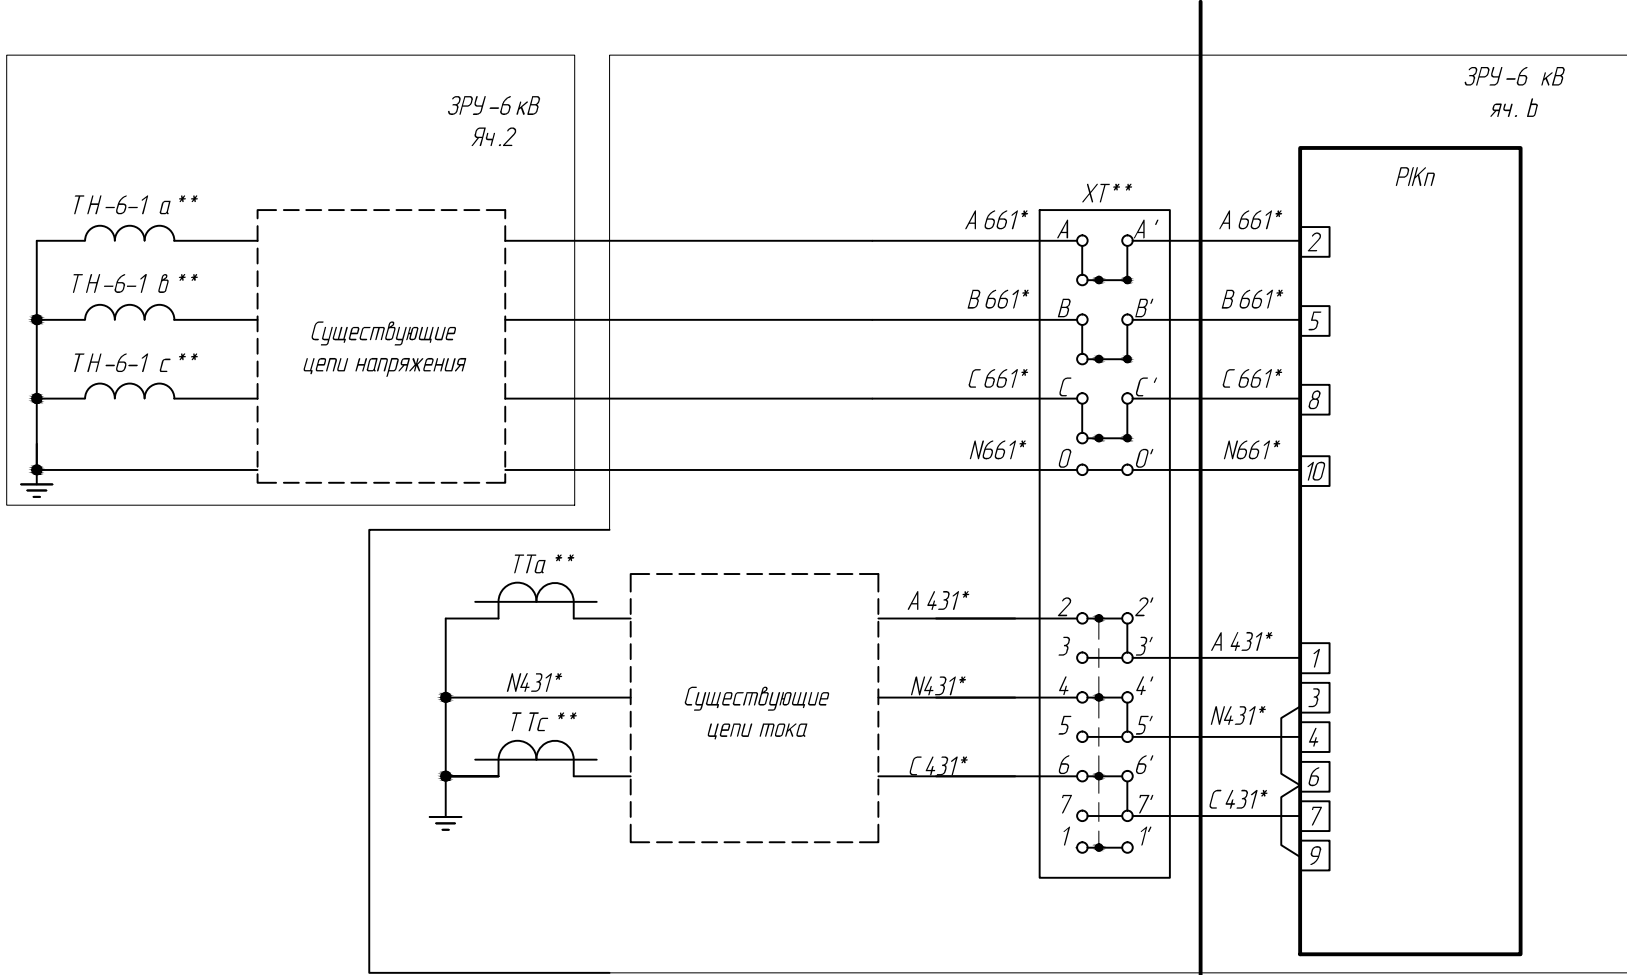 ЗРУ-6 кВ
Яч.2
ЗРУ-6 кВ
яч. b
ТН-6-1 а**
ТН-6-1 в**
ТН-6-1 с**
Существующие
цепи напряжения
XT**
PIKп
A 661*
A
A'
A 661*
2
B 661*
B
B'
B 661*
5
C 661*
C
C'
C 661*
8
N661*
0
0'
N661*
10
ТТа**
N431*
ТТс**
Существующие
цепи тока
A 431*
2
2'
3
3'
A 431*
1
3
N431*
4
4'
5
5'
N431*
4
C 431*
6
6'
6
7
7'
C 431*
7
1
1'
9